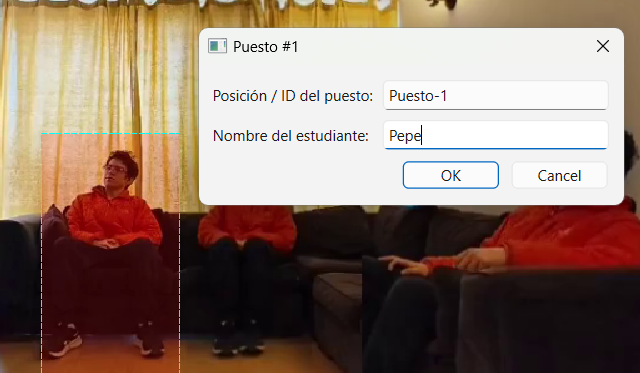 Puesto #1
Posición / ID del puesto: Puesto-1
Nombre del estudiante: Pepe
OK Cancel